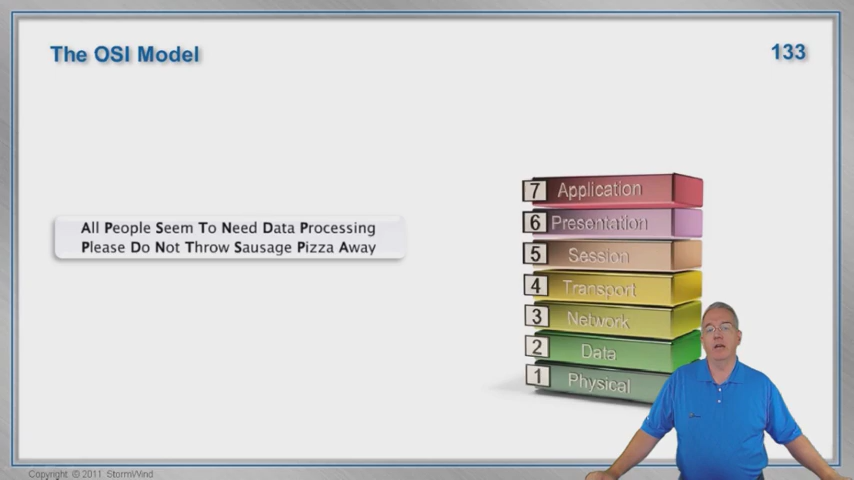 The OSI Model
133
All People Seem To Need Data Processing
Please Do Not Throw Sausage Pizza Away
7 Application
6 Presentation
5 Session
4 Transport
3 Network
2 Data
1 Physical
Copyright © 2011 StormWind